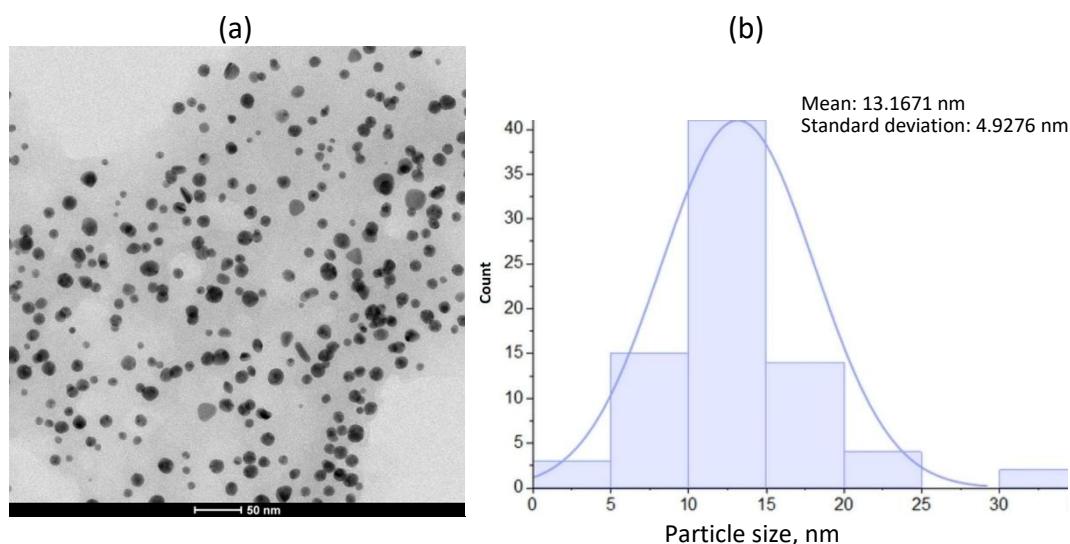 (a)
(b)
Mean: 13.1671 nm
Standard deviation: 4.9276 nm
40
35
30
25
20
15
10
5
0
Count
0 5 10 15 20 25 30
Particle size, nm
50 nm